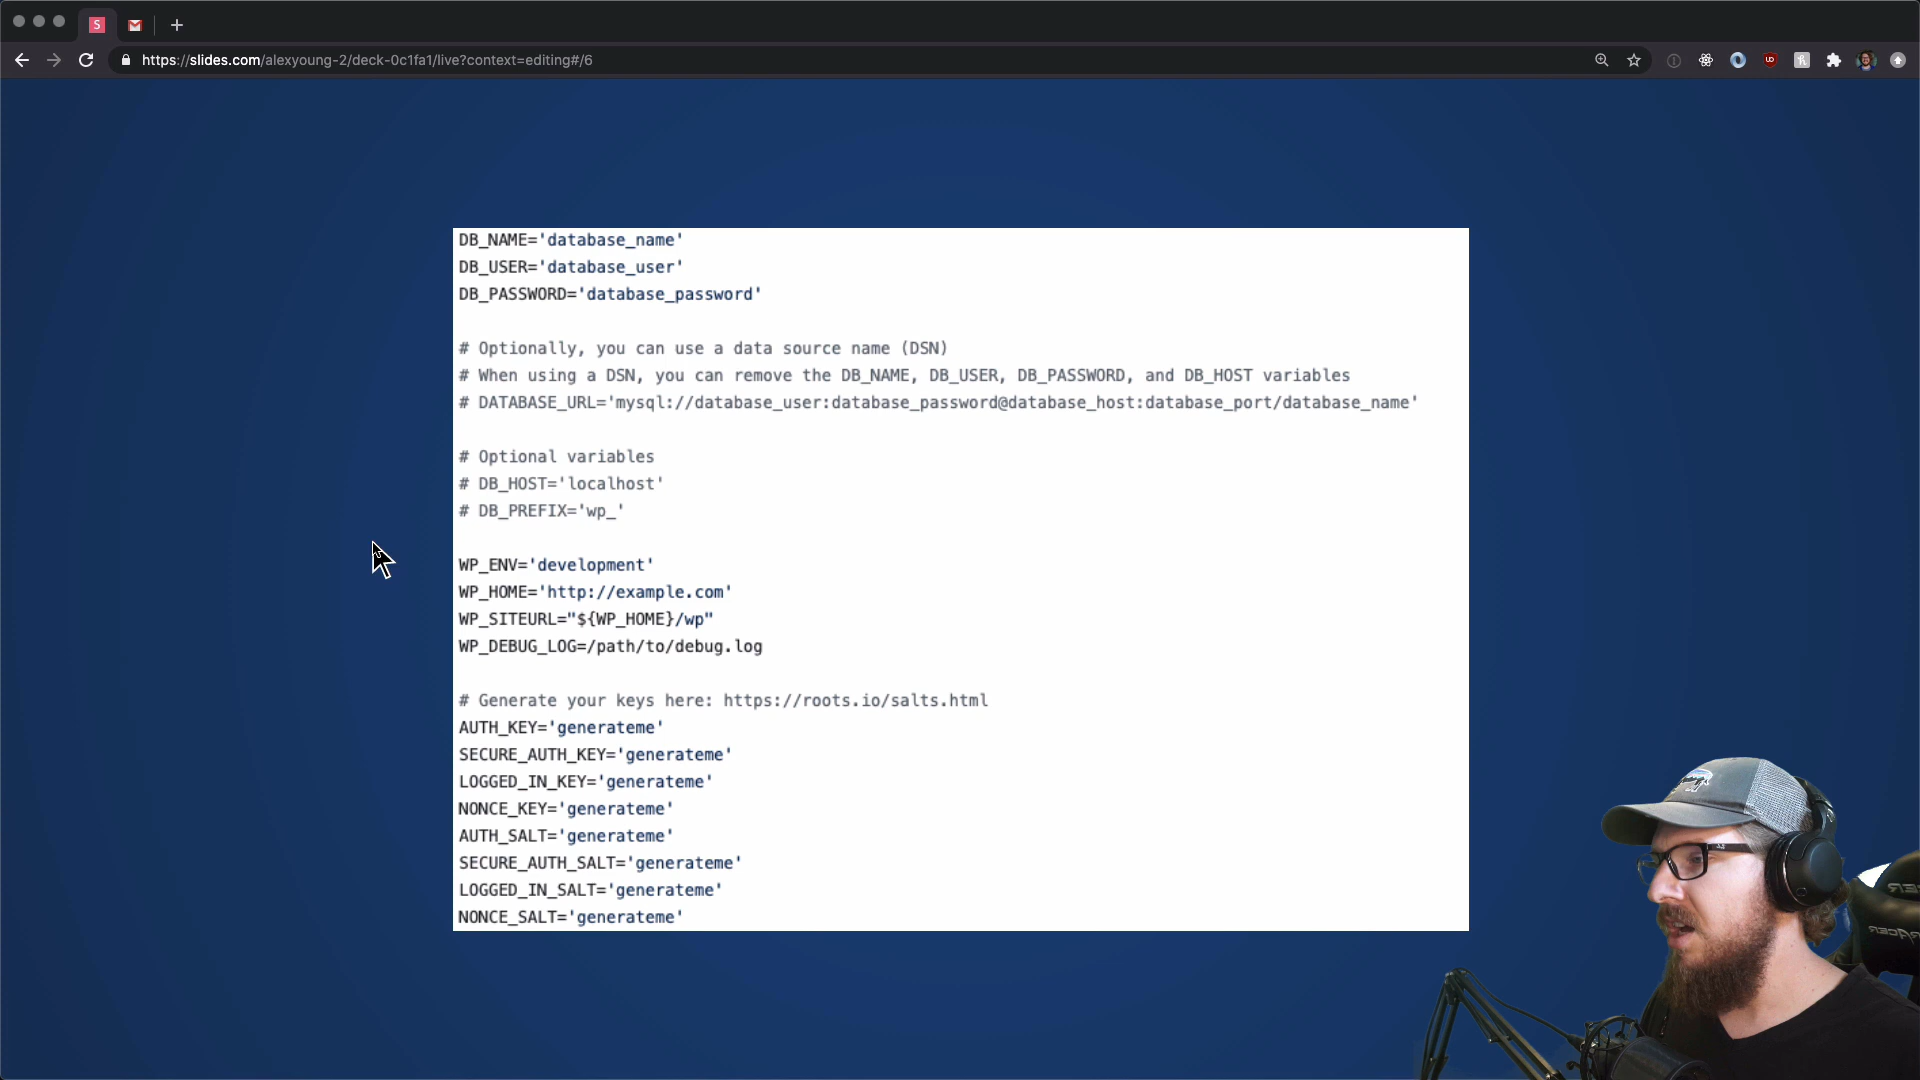 S
https://slides.com/alexyoung-2/deck-0c1fa1/live?context=editing#/6
DB_NAME='database_name'
DB_USER='database_user'
DB_PASSWORD='database_password'
# Optionally, you can use a data source name (DSN)
# When using a DSN, you can remove the DB_NAME, DB_USER, DB_PASSWORD, and DB_HOST variables
# DATABASE_URL='mysql://database_user:database_password@database_host:database_port/database_name'
# Optional variables
# DB_HOST='localhost'
# DB_PREFIX='wp_'
WP_ENV='development'
WP_HOME='http://example.com'
WP_SITEURL="${WP_HOME}/wp"
WP_DEBUG_LOG=/path/to/debug.log
# Generate your keys here: https://roots.io/salts.html
AUTH_KEY='generateme'
SECURE_AUTH_KEY='generateme'
LOGGED_IN_KEY='generateme'
NONCE_KEY='generateme'
AUTH_SALT='generateme'
SECURE_AUTH_SALT='generateme'
LOGGED_IN_SALT='generateme'
NONCE_SALT='generateme'